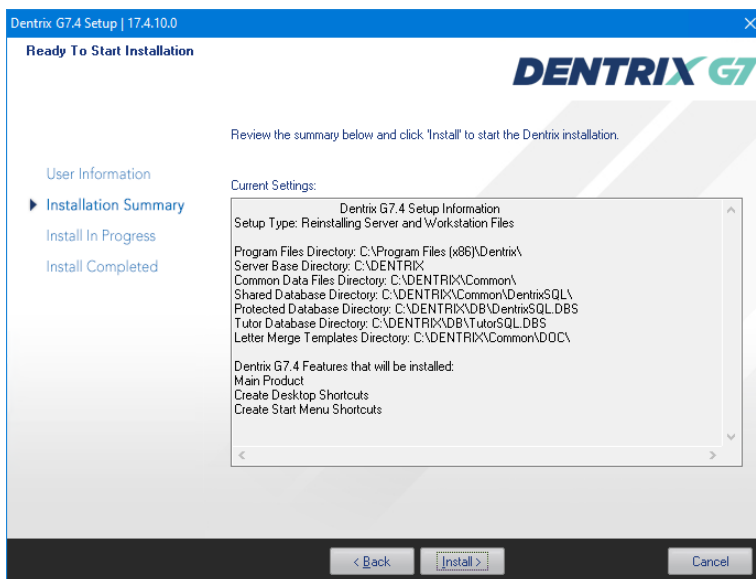 Dentrix G7.4 Setup | 17.4.10.0
Ready To Start Installation
DENTRIX G7
Review the summary below and click 'Install' to start the Dentrix installation.
User Information
Installation Summary
Install In Progress
Install Completed
Current Settings:
Dentrix G7.4 Setup Information
Setup Type: Reinstalling Server and Workstation Files
Program Files Directory: C:\Program Files (x86)\Dentrix\
Server Base Directory: C:\DENTRIX
Common Data Files Directory: C:\DENTRIX\Common\
Shared Database Directory: C:\DENTRIX\Common\DentrixSQL\
Protected Database Directory: C:\DENTRIX\DB\DentrixSQL.DBS
Tutor Database Directory: C:\DENTRIX\DB\TutorSQL.DBS
Letter Merge Templates Directory: C:\DENTRIX\Common\DOC\
Dentrix G7.4 Features that will be installed:
Main Product
Create Desktop Shortcuts
Create Start Menu Shortcuts
< Back
Install >
Cancel